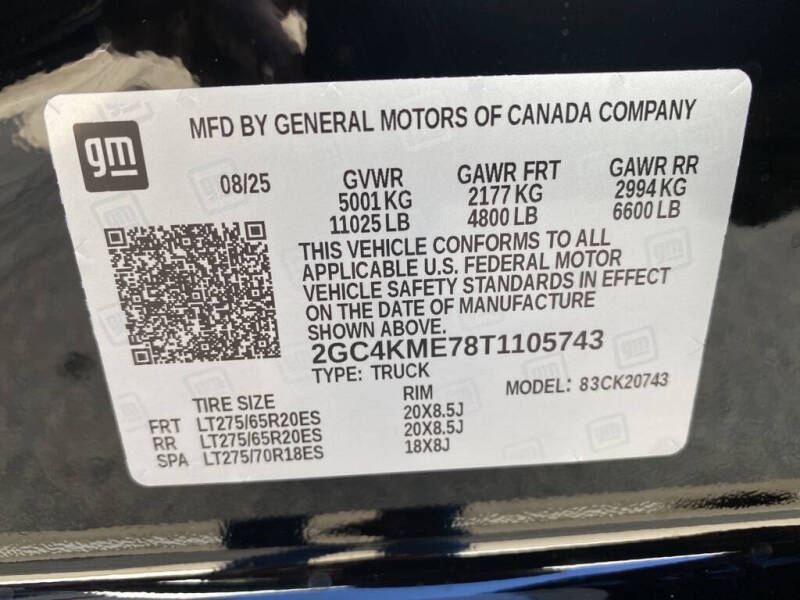 gm
MFD BY GENERAL MOTORS OF CANADA COMPANY
08/25
GVWR
5001 KG
11025 LB
GAWR FRT
2177 KG
4800 LB
GAWR RR
2994 KG
6600 LB
THIS VEHICLE CONFORMS TO ALL
APPLICABLE U.S. FEDERAL MOTOR
VEHICLE SAFETY STANDARDS IN EFFECT
ON THE DATE OF MANUFACTURE
SHOWN ABOVE.
2GC4KME78T1105743
TYPE: TRUCK
MODEL: 83CK20743
TIRE SIZE RIM
FRT LT275/65R20ES 20X8.5J
RR LT275/65R20ES 20X8.5J
SPA LT275/70R18ES 18X8J